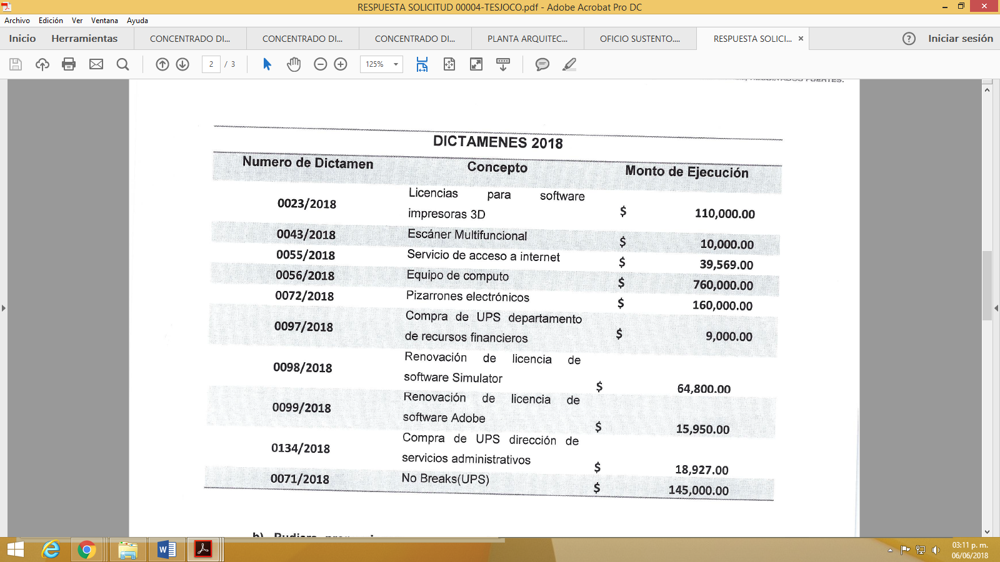 RESPUESTA SOLICITUD 00004-TESJOCO.pdf - Adobe Acrobat Pro DC
Archivo Edición Ver Ventana Ayuda
Inicio Herramientas CONCENTRADO DI... CONCENTRADO DI... CONCENTRADO DI... PLANTA ARQUITEC... OFICIO SUSTENTO.... RESPUESTA SOLICI... × ? Iniciar sesión
2 / 3 125%
FUERTES.
DICTAMENES 2018
Numero de Dictamen Concepto Monto de Ejecución
Licencias para software
0023/2018 impresoras 3D $ 110,000.00
0043/2018 Escáner Multifuncional $ 10,000.00
0055/2018 Servicio de acceso a internet $ 39,569.00
0056/2018 Equipo de computo $ 760,000.00
0072/2018 Pizarrones electrónicos $ 160,000.00
Compra de UPS departamento
0097/2018 de recursos financieros $ 9,000.00
Renovación de licencia de
0098/2018 software Simulator $ 64,800.00
Renovación de licencia de
0099/2018 software Adobe $ 15,950.00
Compra de UPS dirección de
0134/2018 servicios administrativos $ 18,927.00
0071/2018 No Breaks(UPS) $ 145,000.00
b)
03:11 p. m.
06/06/2018